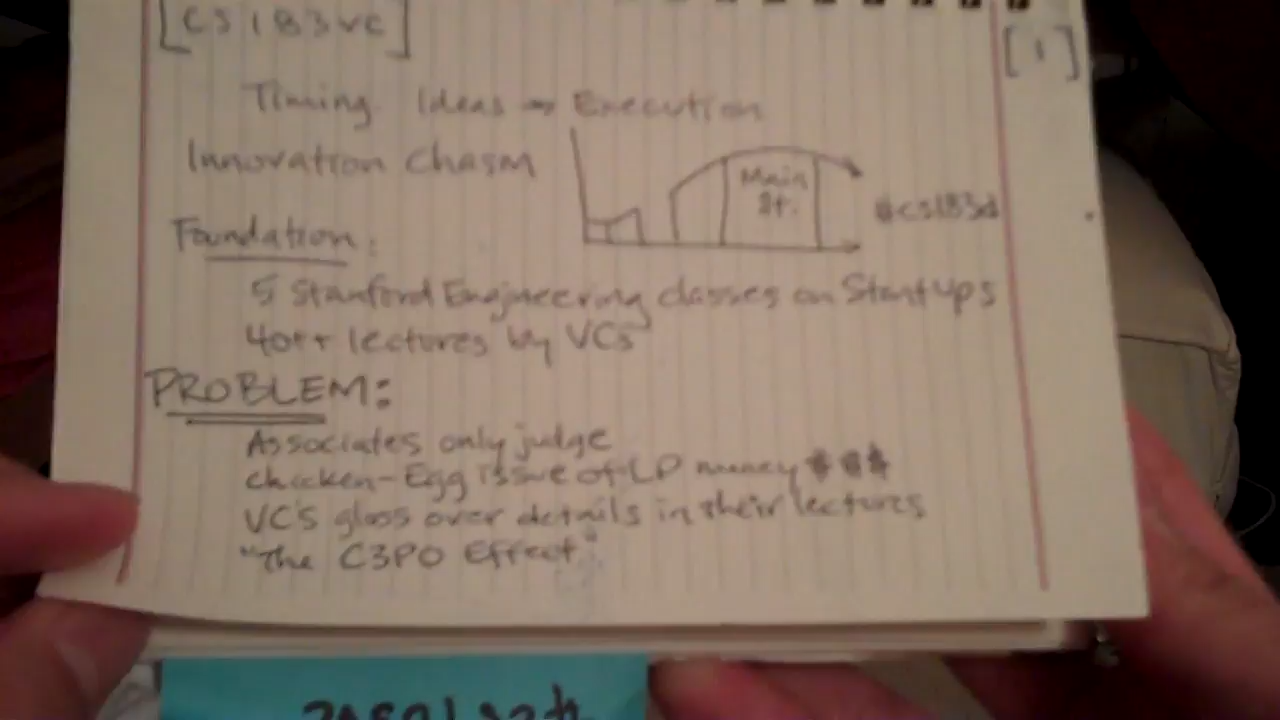 [CS183VC]
[1]
Timing Ideas → Execution
Innovation Chasm
Main
St.
#cs183d
Foundation:
5 Stanford Engineering classes on Startups
40++ lectures by VCs
PROBLEM:
Associates only judge
chicken-Egg issue of LP money $$$
VC's gloss over details in their lectures
"The C3PO Effect"